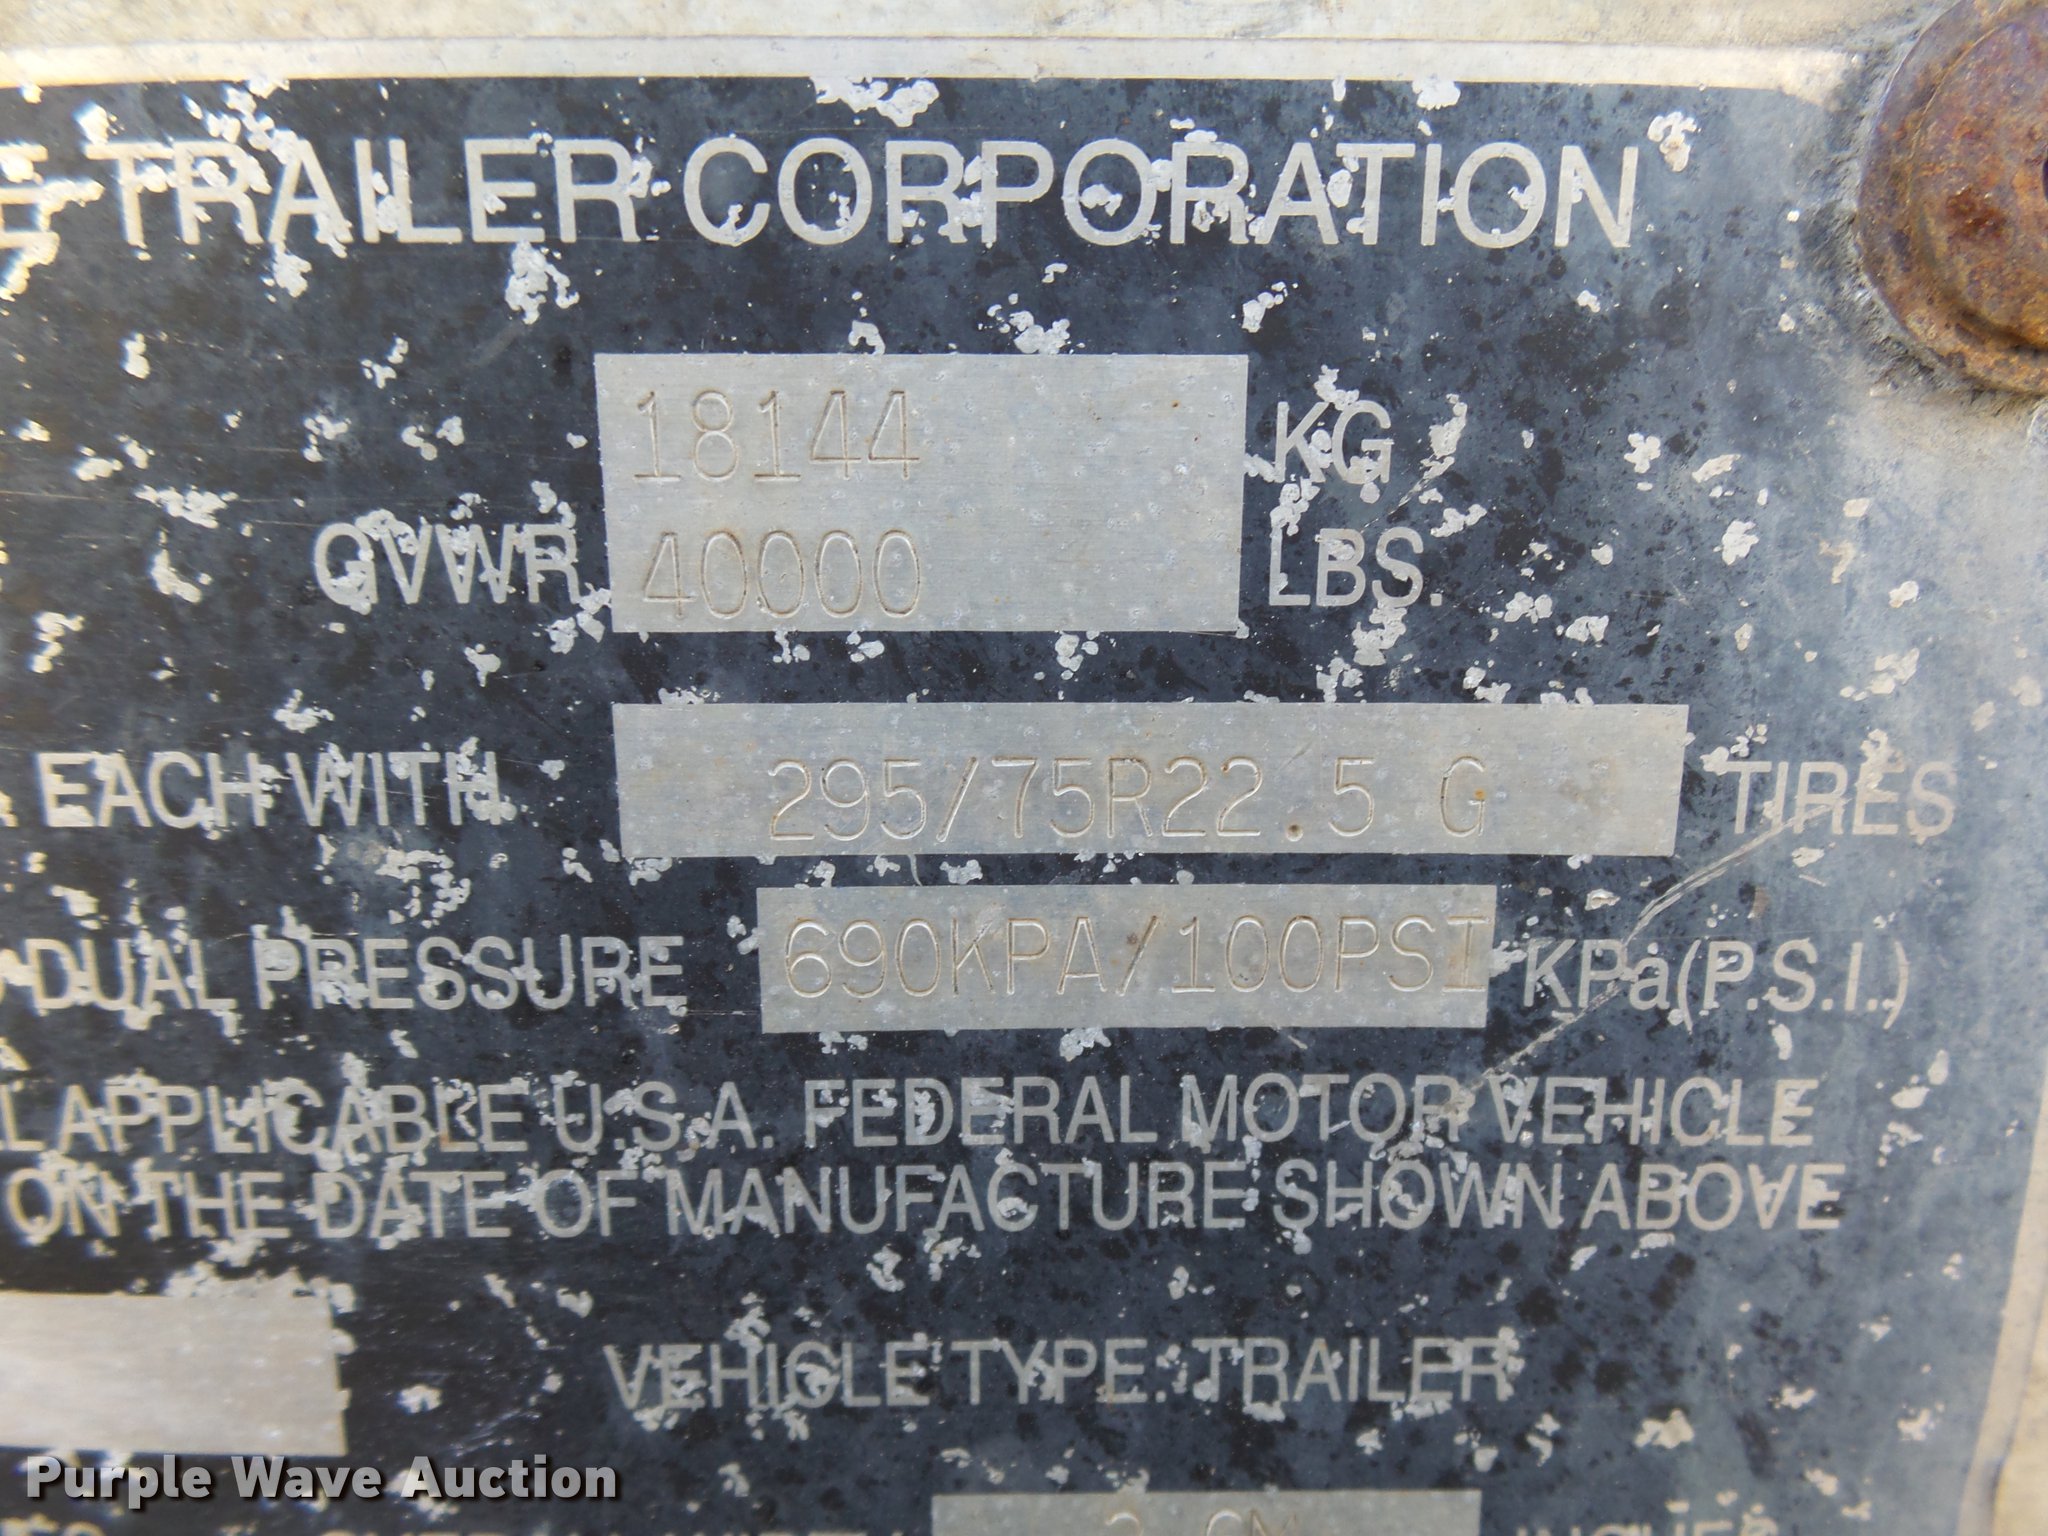 TRAILER CORPORATION
18144 KG
GVWR 40000 LBS.
EACH WITH 295/75R22.5 G TIRES
DUAL PRESSURE 690KPA/100PSI KPa(P.S.I.)
APPLICABLE U.S.A. FEDERAL MOTOR VEHICLE
ON THE DATE OF MANUFACTURE SHOWN ABOVE
VEHICLE TYPE: TRAILER
Purple Wave Auction